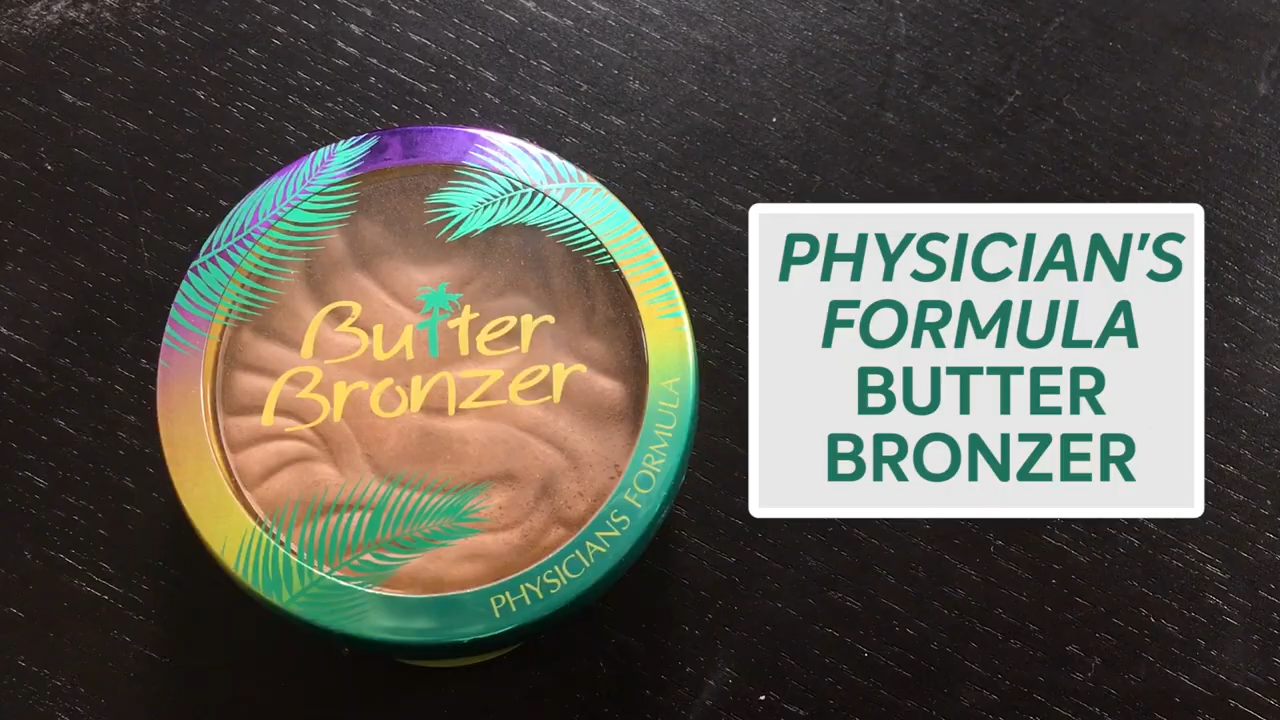 Butter
Bronzer
PHYSICIANS FORMULA
PHYSICIAN'S
FORMULA
BUTTER
BRONZER